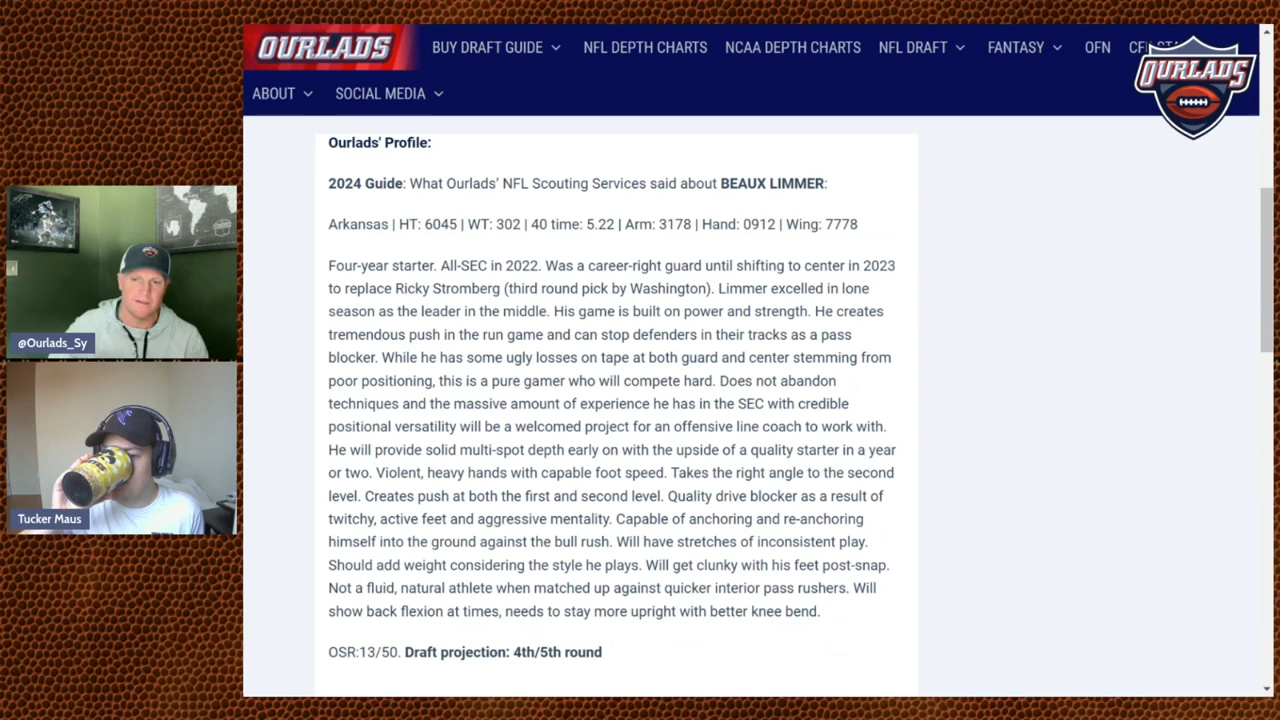 OURLADS
BUY DRAFT GUIDE
NFL DEPTH CHARTS
NCAA DEPTH CHARTS
NFL DRAFT
FANTASY
OFN
ABOUT
SOCIAL MEDIA
OURLADS
Ourlads' Profile:
2024 Guide: What Ourlads’ NFL Scouting Services said about BEAUX LIMMER:
Arkansas | HT: 6045 | WT: 302 | 40 time: 5.22 | Arm: 3178 | Hand: 0912 | Wing: 7778
Four-year starter. All-SEC in 2022. Was a career-right guard until shifting to center in 2023
to replace Ricky Stromberg (third round pick by Washington). Limmer excelled in lone
season as the leader in the middle. His game is built on power and strength. He creates
tremendous push in the run game and can stop defenders in their tracks as a pass
blocker. While he has some ugly losses on tape at both guard and center stemming from
poor positioning, this is a pure gamer who will compete hard. Does not abandon
techniques and the massive amount of experience he has in the SEC with credible
positional versatility will be a welcomed project for an offensive line coach to work with.
He will provide solid multi-spot depth early on with the upside of a quality starter in a year
or two. Violent, heavy hands with capable foot speed. Takes the right angle to the second
level. Creates push at both the first and second level. Quality drive blocker as a result of
twitchy, active feet and aggressive mentality. Capable of anchoring and re-anchoring
himself into the ground against the bull rush. Will have stretches of inconsistent play.
Should add weight considering the style he plays. Will get clunky with his feet post-snap.
Not a fluid, natural athlete when matched up against quicker interior pass rushers. Will
show back flexion at times, needs to stay more upright with better knee bend.
OSR:13/50. Draft projection: 4th/5th round
@Ourlads_Sy
Tucker Maus